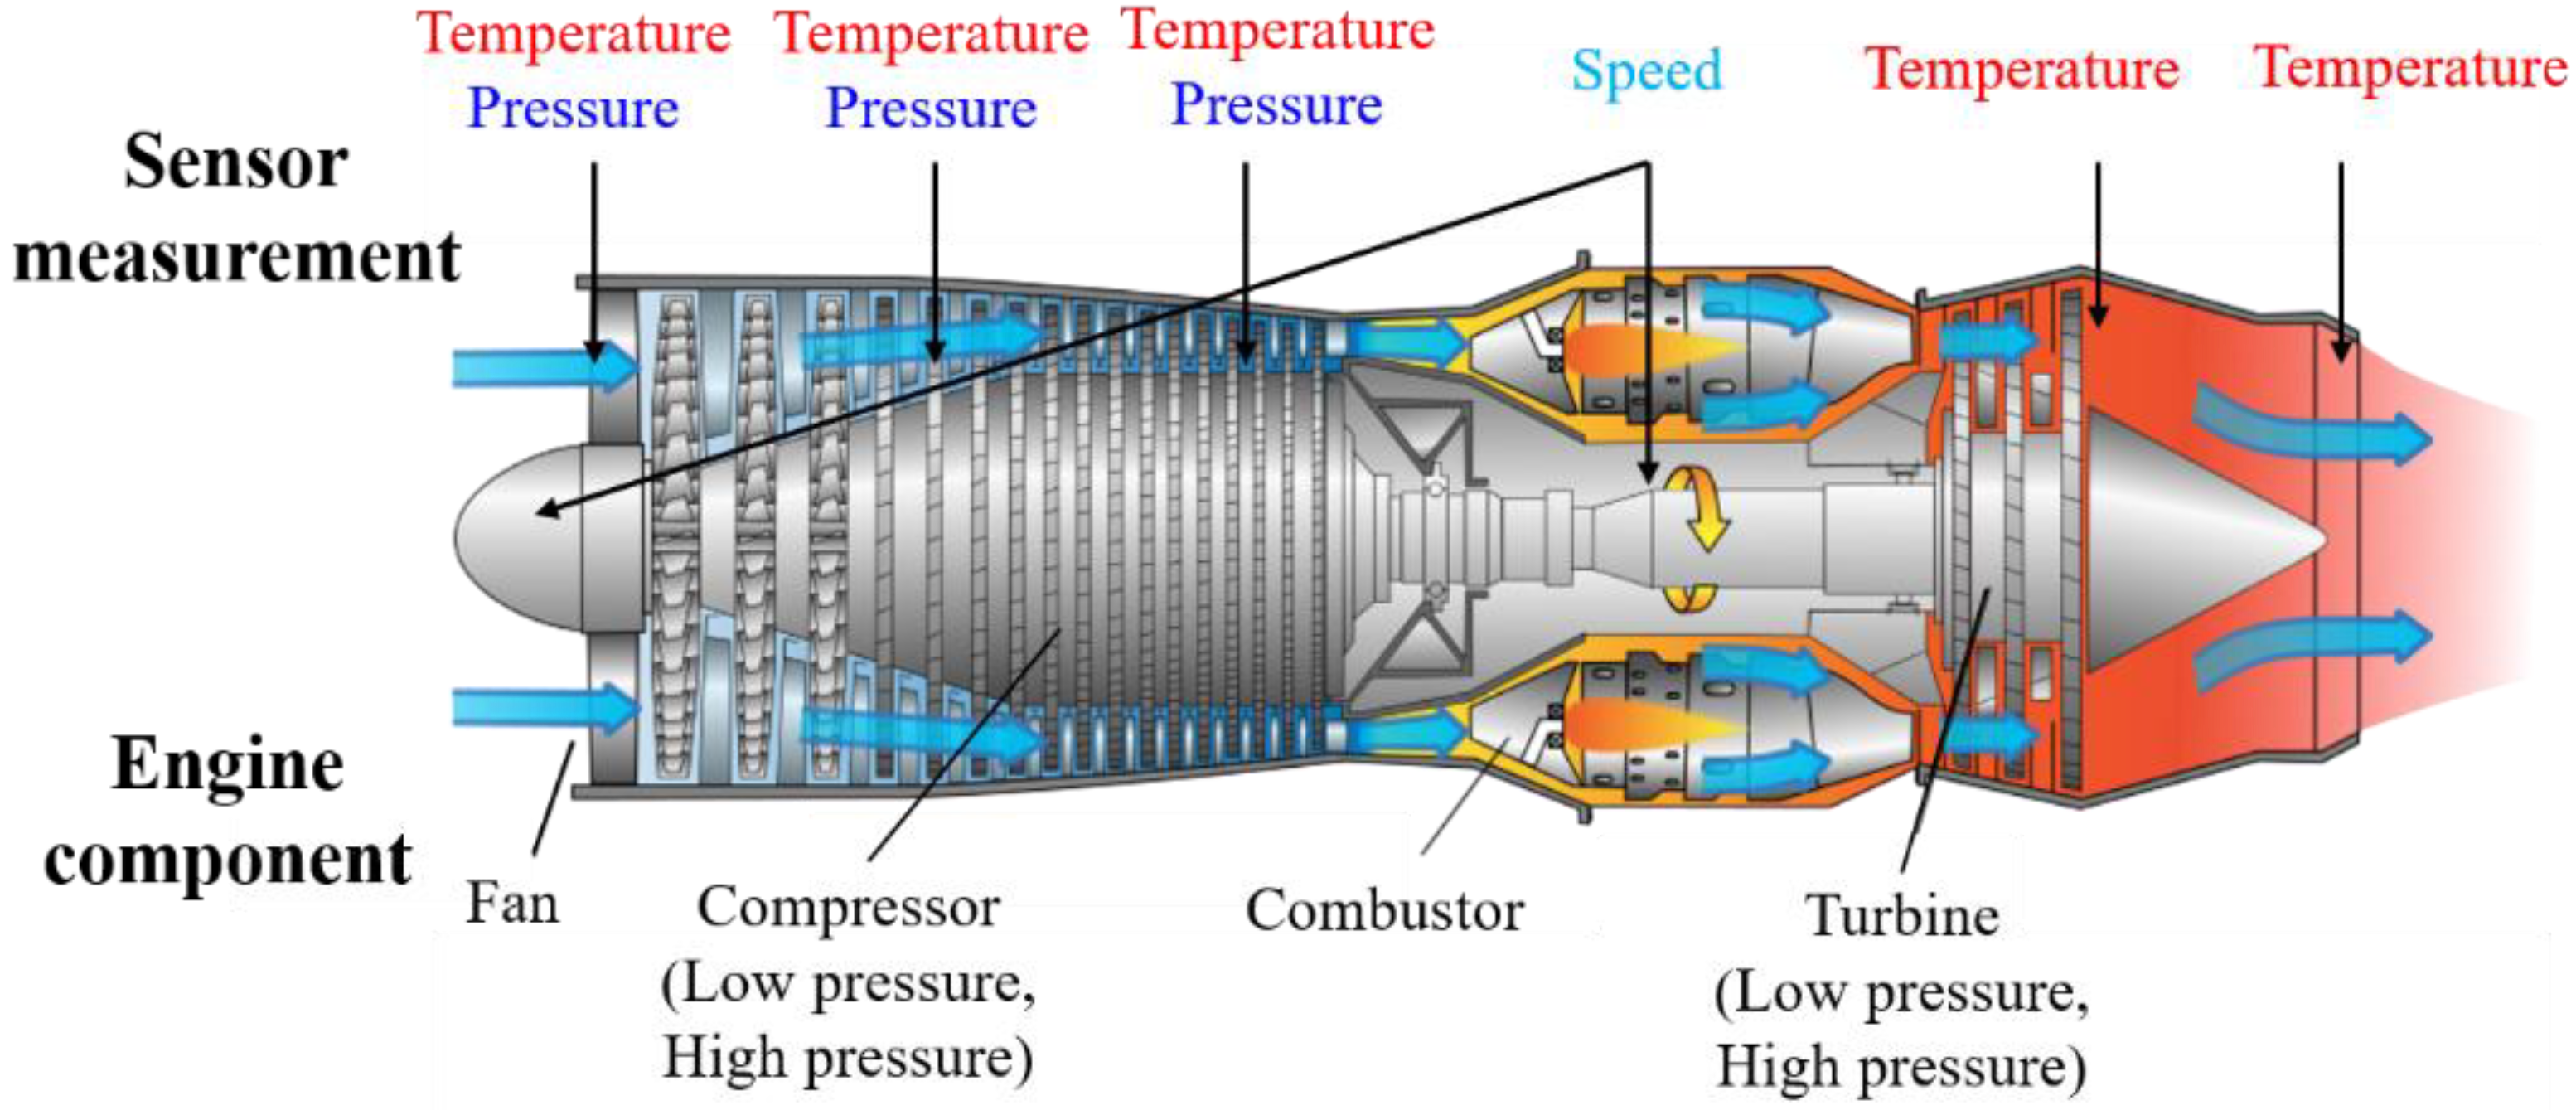 Temperature
Pressure
Temperature
Pressure
Temperature
Pressure
Speed
Temperature
Temperature
Sensor
measurement
Engine
component
Fan
Compressor
(Low pressure,
High pressure)
Combustor
Turbine
(Low pressure,
High pressure)